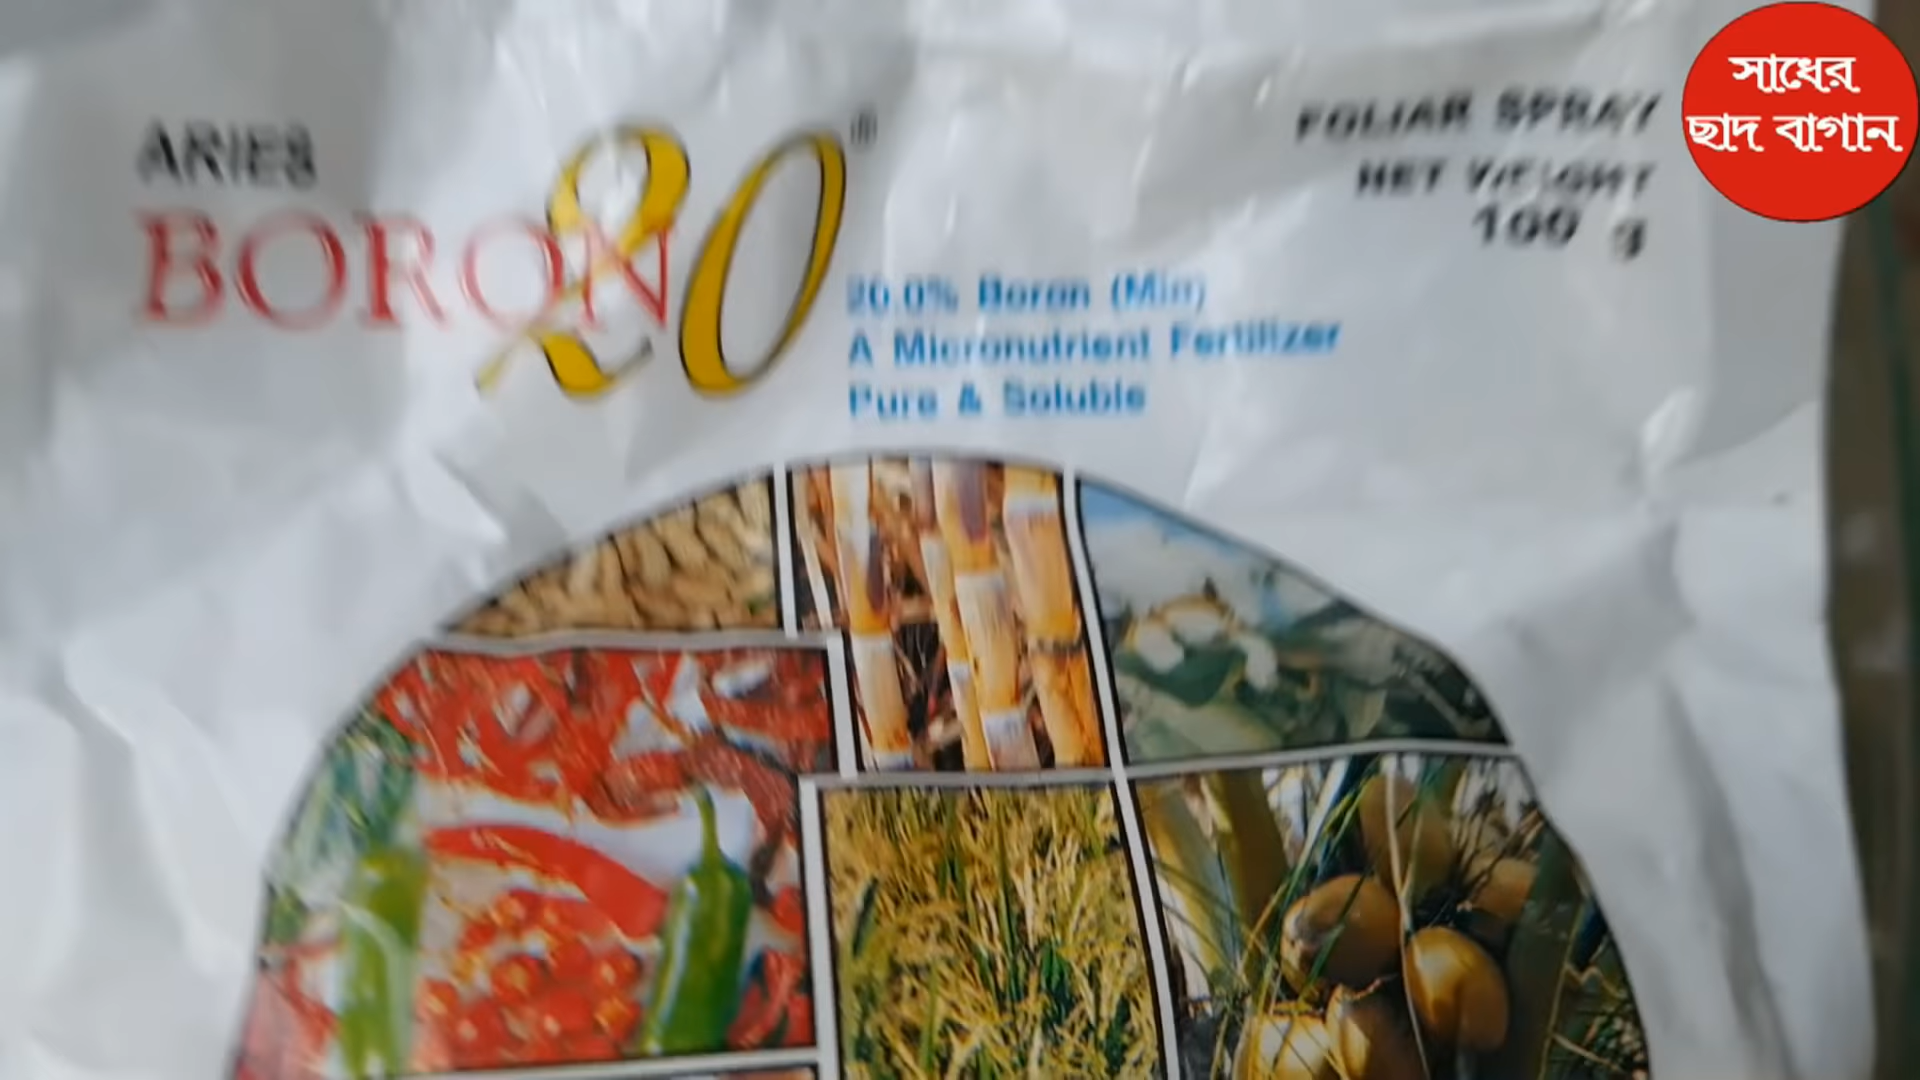 ARIES
BORON 20®
20.0% Boron (Min)
A Micronutrient Fertilizer
Pure & Soluble
FOLIAR SPRAY
NET WEIGHT
100 g
সাধের
ছাদ বাগান